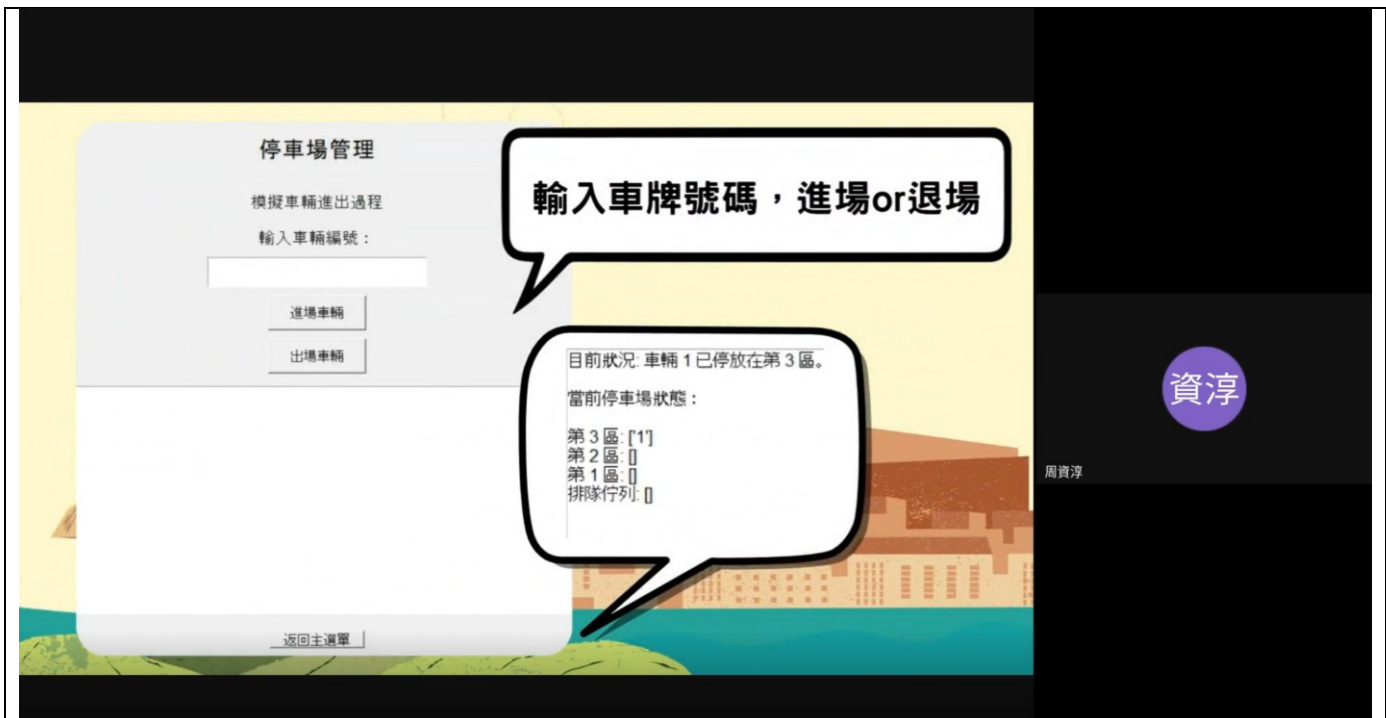 停車場管理
模擬車輛進出過程
輸入車輛編號：
進場車輛
出場車輛
返回主選單
輸入車牌號碼，進場or退場
目前狀況: 車輛 1 已停放在第 3 區。
當前停車場狀態：
第 3 區: ['1']
第 2 區: []
第 1 區: []
排隊佇列: []
資淳
周資淳